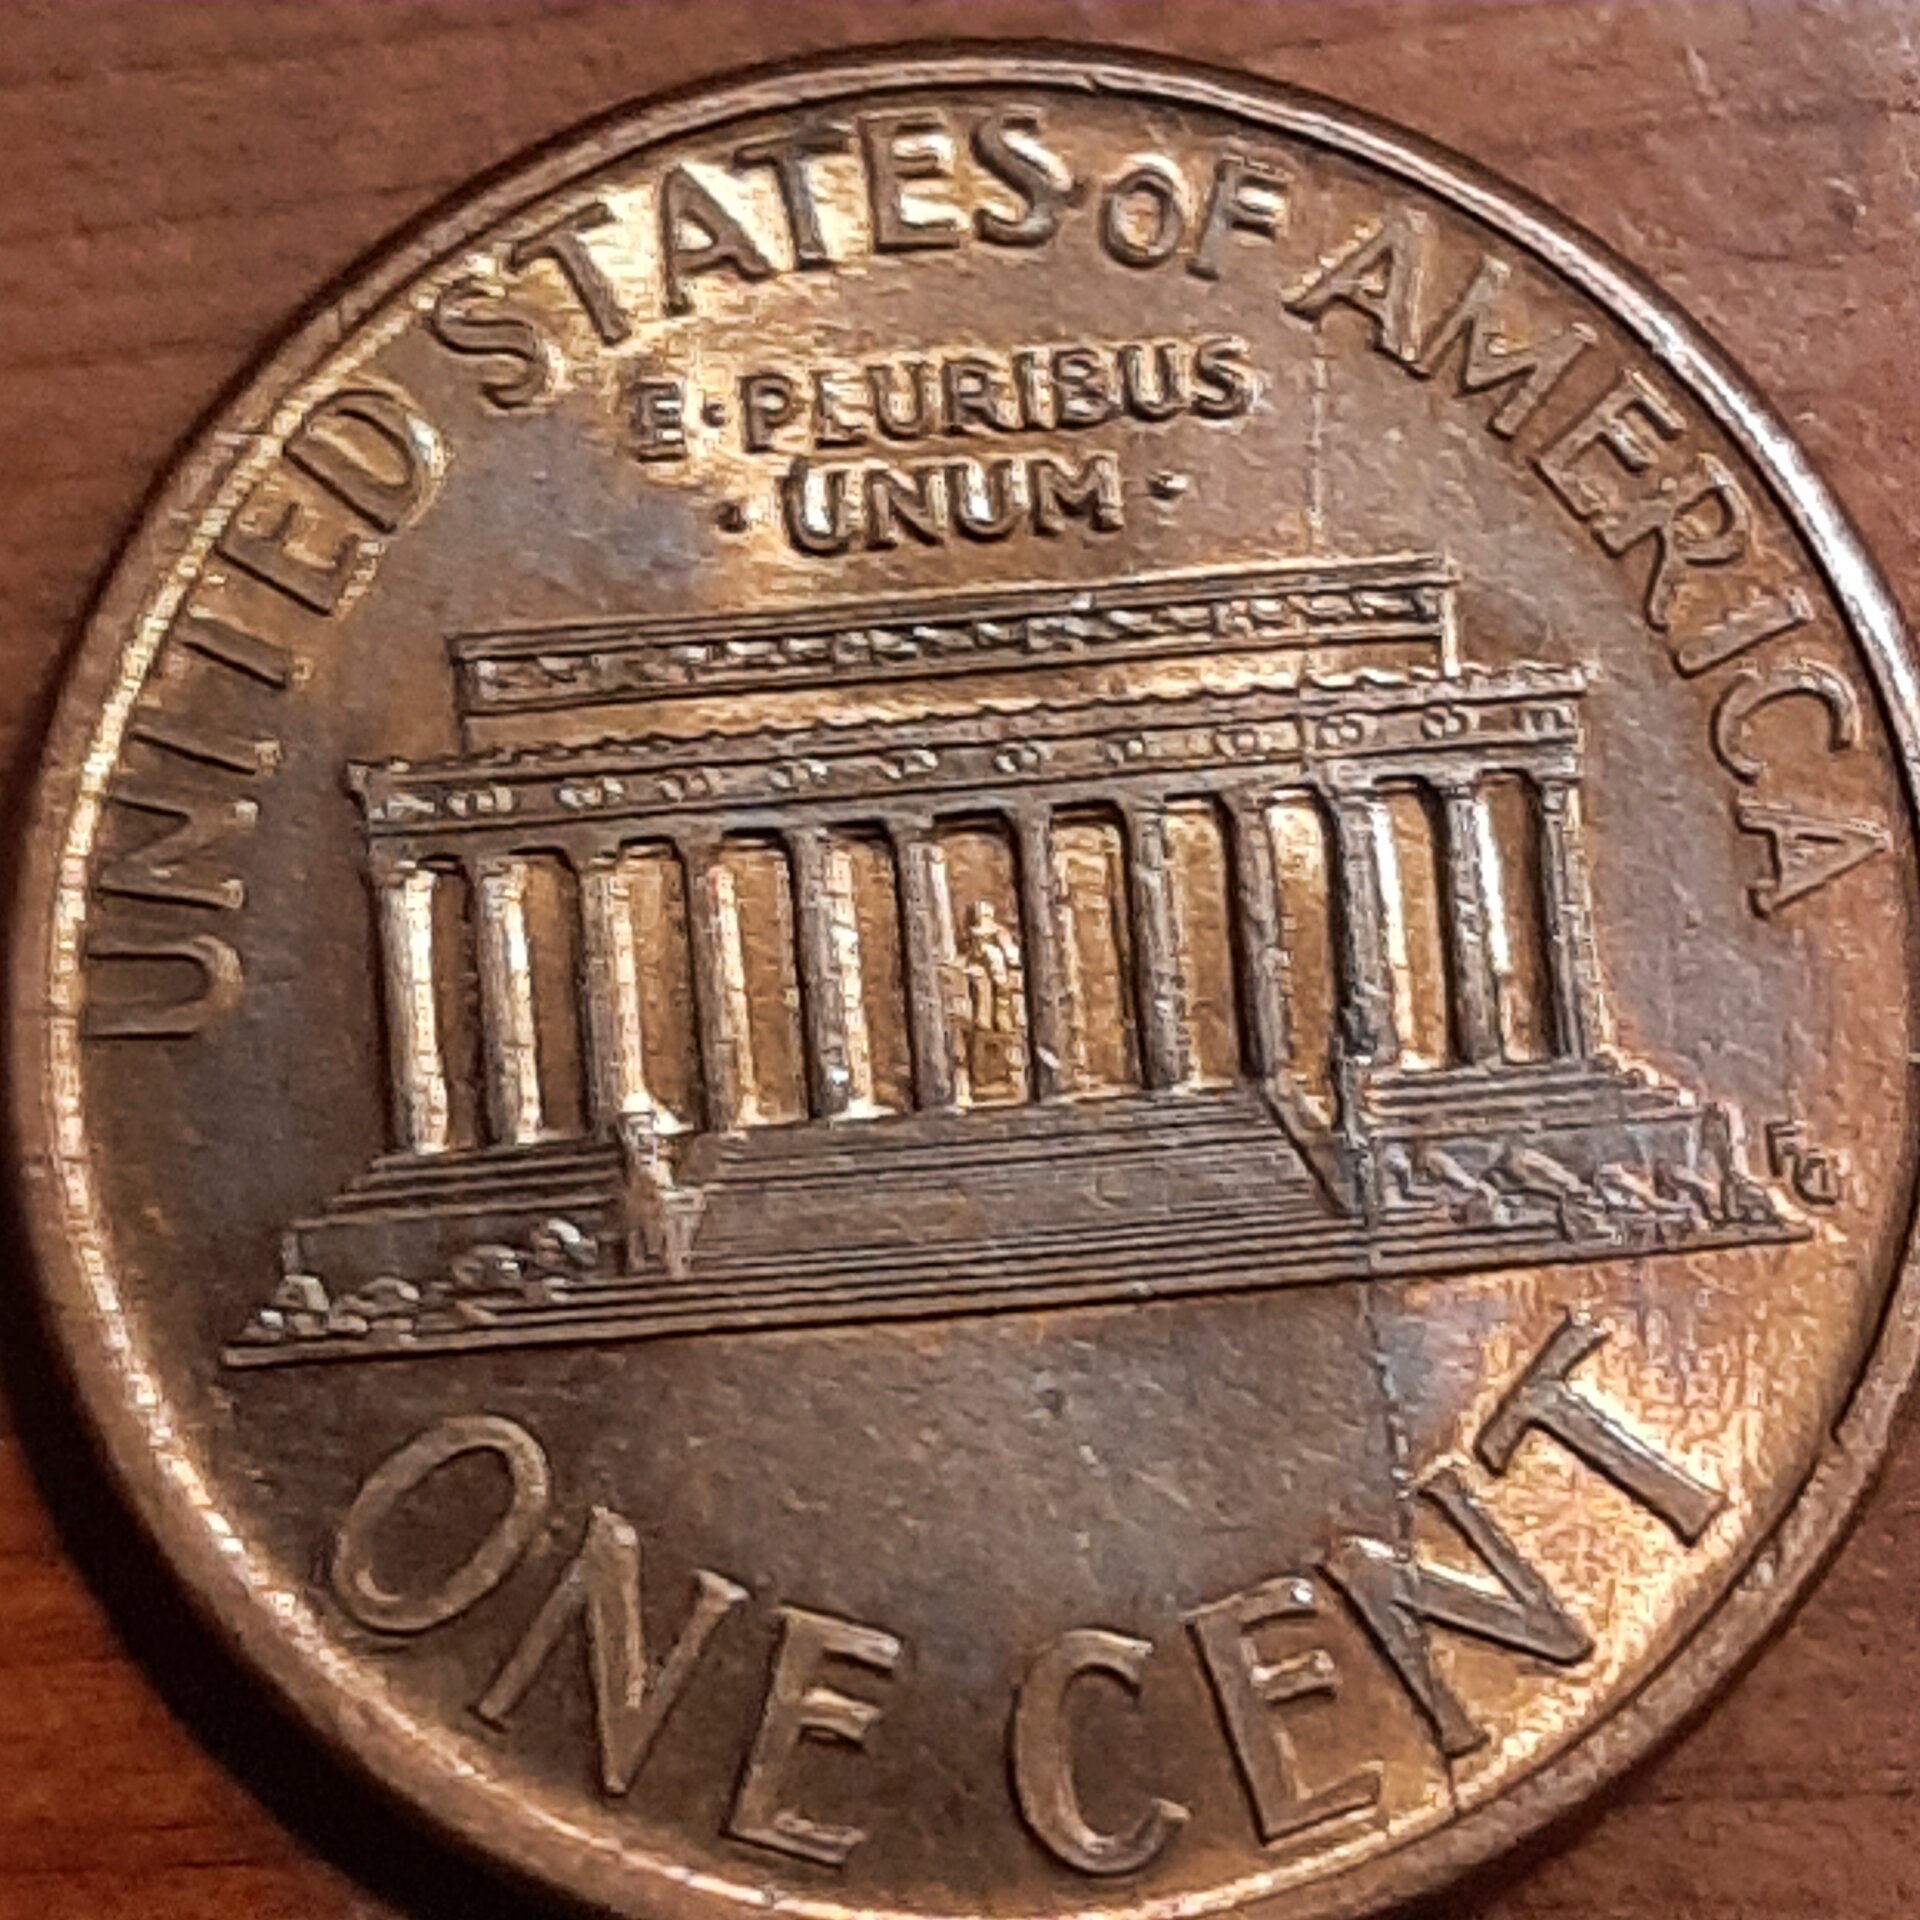 UNITED STATES OF AMERICA
E·PLURIBUS
·UNUM·
FG
ONE CENT